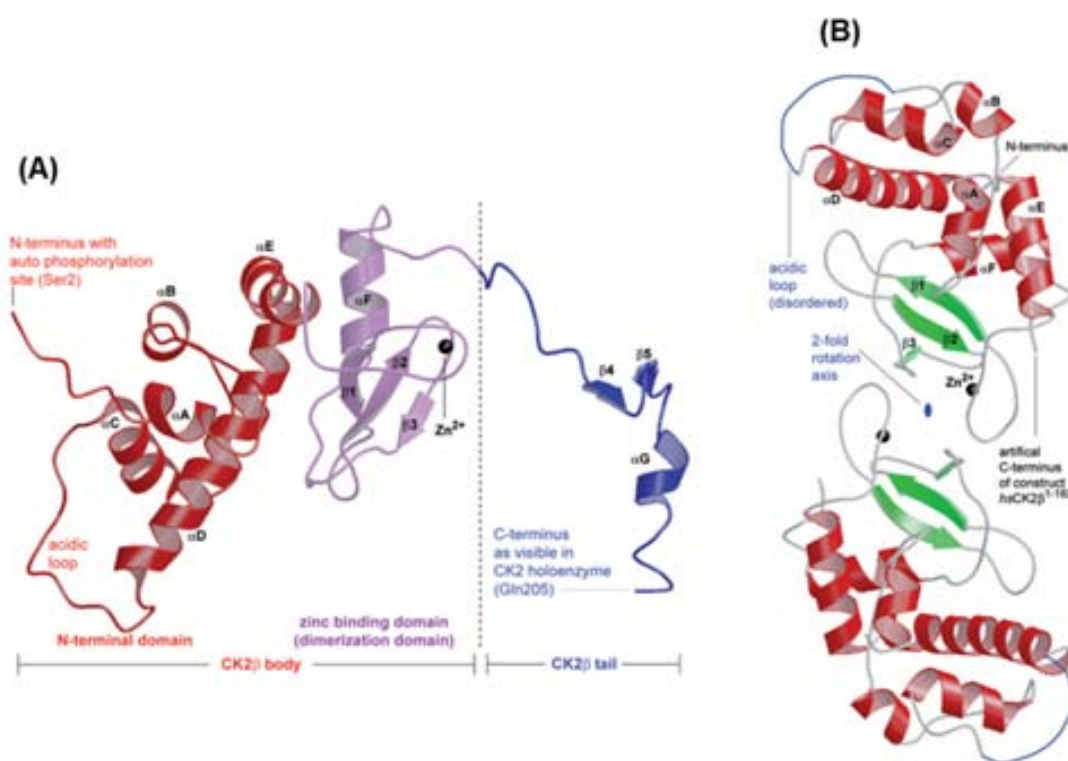 (A)
N-terminus with
auto phosphorylation
site (Ser2)
αB
αE
αF
αA
αC
αD
acidic
loop
β1
β2
β3
Zn2+
β4
β5
αG
C-terminus
as visible in
CK2 holoenzyme
(Gln205)
N-terminal domain
zinc binding domain
(dimerization domain)
CK2β body
CK2β tail
(B)
αB
αC
N-terminus
αD
αA
αE
αF
acidic
loop
(disordered)
β1
β3
β2
2-fold
rotation
axis
Zn2+
artifical
C-terminus
of construct